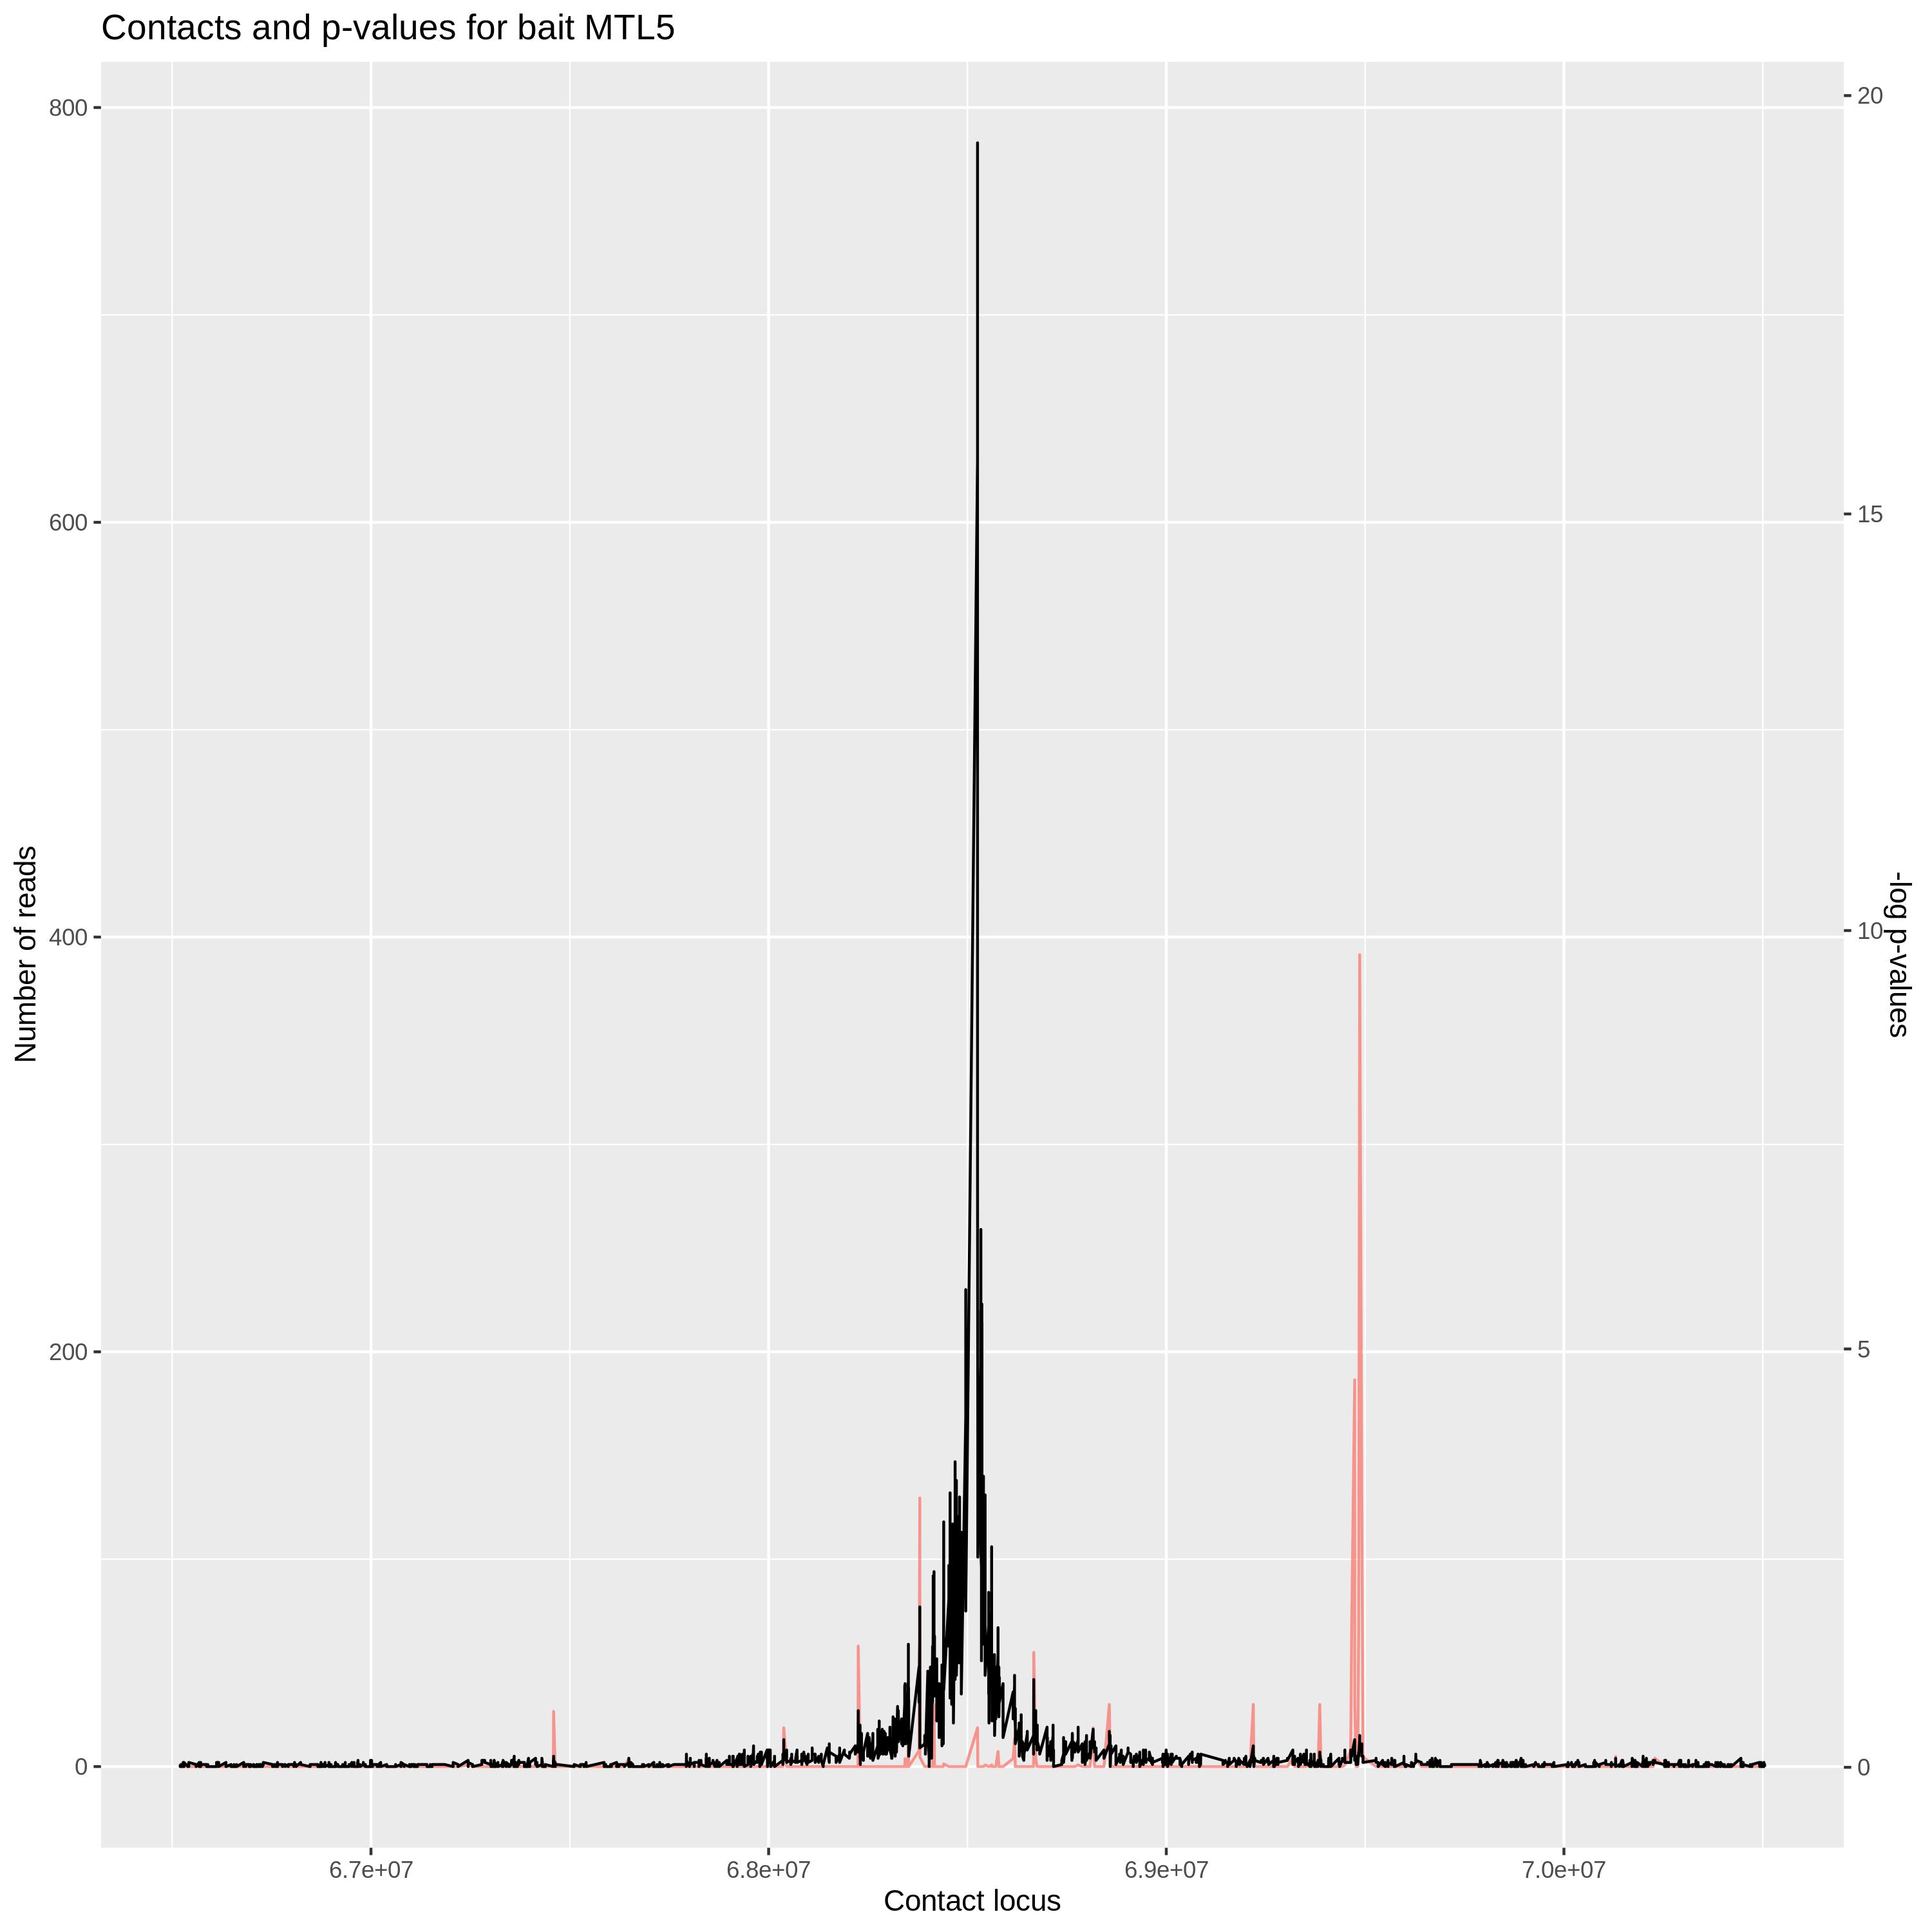 Contacts and p-values for bait MTL5
800
600
400
200
0
Number of reads
20
15
10
5
0
-log p-values
6.7e+07
6.8e+07
6.9e+07
7.0e+07
Contact locus